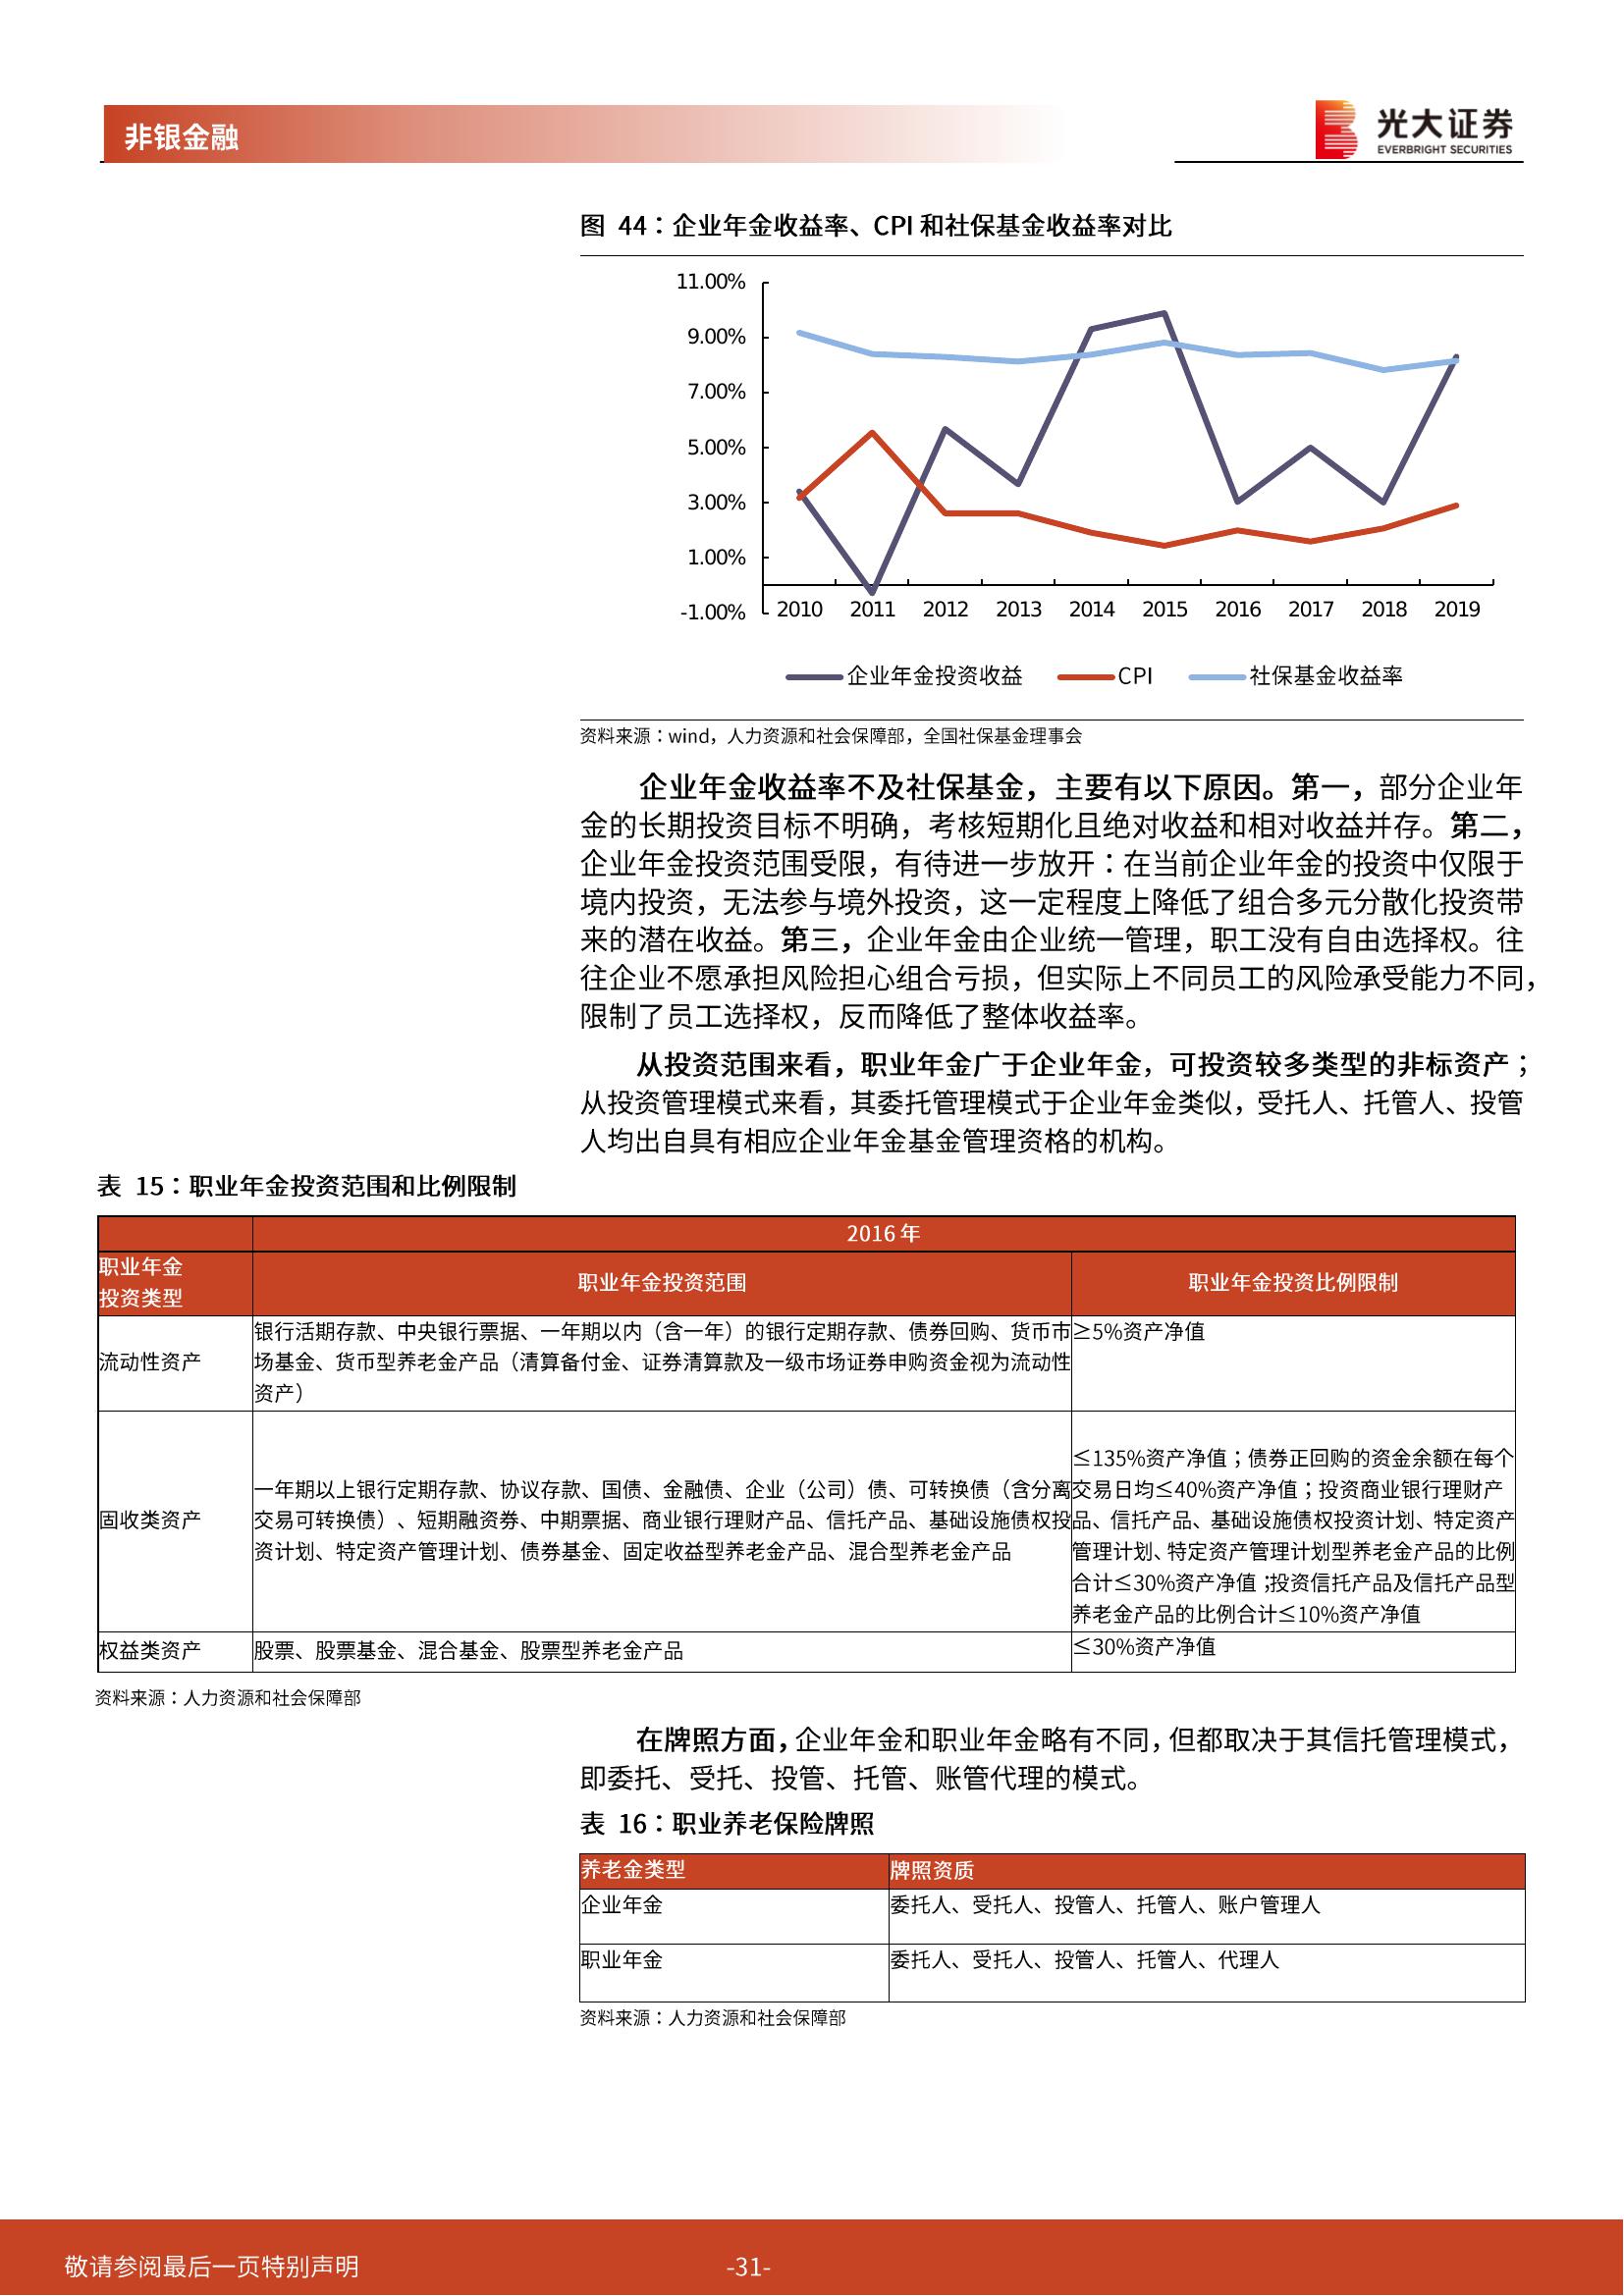 非银金融
光大证券
EVERBRIGHT SECURITIES
图 44：企业年金收益率、CPI 和社保基金收益率对比
11.00%
9.00%
7.00%
5.00%
3.00%
1.00%
-1.00%
2010 2011 2012 2013 2014 2015 2016 2017 2018 2019
企业年金投资收益 CPI 社保基金收益率
资料来源：wind，人力资源和社会保障部，全国社保基金理事会
企业年金收益率不及社保基金，主要有以下原因。第一，部分企业年
金的长期投资目标不明确，考核短期化且绝对收益和相对收益并存。第二，
企业年金投资范围受限，有待进一步放开：在当前企业年金的投资中仅限于
境内投资，无法参与境外投资，这一定程度上降低了组合多元分散化投资带
来的潜在收益。第三，企业年金由企业统一管理，职工没有自由选择权。往
往企业不愿承担风险担心组合亏损，但实际上不同员工的风险承受能力不同，
限制了员工选择权，反而降低了整体收益率。
从投资范围来看，职业年金广于企业年金，可投资较多类型的非标资产；
从投资管理模式来看，其委托管理模式于企业年金类似，受托人、托管人、投管
人均出自具有相应企业年金基金管理资格的机构。
表 15：职业年金投资范围和比例限制
2016 年
职业年金
投资类型
职业年金投资范围
职业年金投资比例限制
流动性资产
银行活期存款、中央银行票据、一年期以内（含一年）的银行定期存款、债券回购、货币市
场基金、货币型养老金产品（清算备付金、证券清算款及一级市场证券申购资金视为流动性
资产）
≥5%资产净值
固收类资产
一年期以上银行定期存款、协议存款、国债、金融债、企业（公司）债、可转换债（含分离
交易可转换债）、短期融资券、中期票据、商业银行理财产品、信托产品、基础设施债权投
资计划、特定资产管理计划、债券基金、固定收益型养老金产品、混合型养老金产品
≤135%资产净值；债券正回购的资金余额在每个
交易日均≤40%资产净值；投资商业银行理财产
品、信托产品、基础设施债权投资计划、特定资产
管理计划、特定资产管理计划型养老金产品的比例
合计≤30%资产净值；投资信托产品及信托产品型
养老金产品的比例合计≤10%资产净值
权益类资产
股票、股票基金、混合基金、股票型养老金产品
≤30%资产净值
资料来源：人力资源和社会保障部
在牌照方面，企业年金和职业年金略有不同，但都取决于其信托管理模式，
即委托、受托、投管、托管、账管代理的模式。
表 16：职业养老保险牌照
养老金类型 牌照资质
企业年金 委托人、受托人、投管人、托管人、账户管理人
职业年金 委托人、受托人、投管人、托管人、代理人
资料来源：人力资源和社会保障部
敬请参阅最后一页特别声明 -31-